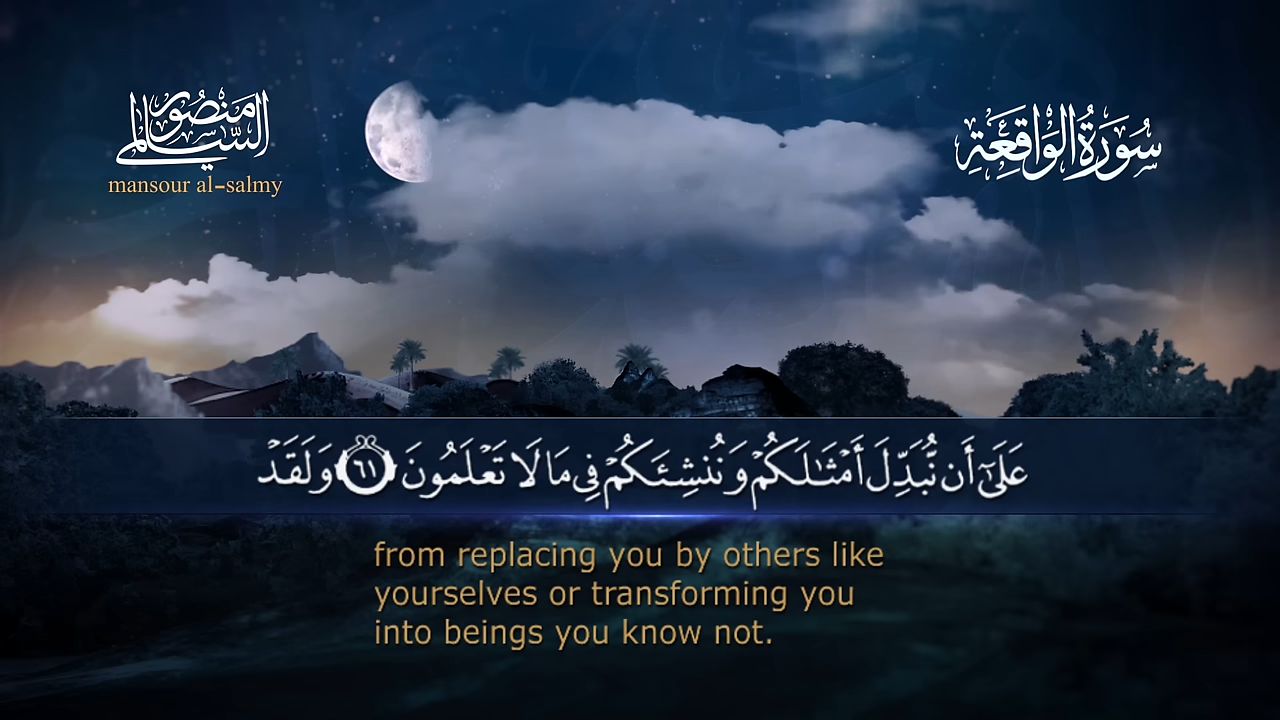 منصور السالمي
mansour al-salmy
سُورَةُ الوَاقِعَةِ
عَلَىٰٓ أَن نُّبَدِّلَ أَمْثَـٰلَكُمْ وَنُنشِئَكُمْ فِى مَا لَا تَعْلَمُونَ ٦١ وَلَقَدْ
from replacing you by others like
yourselves or transforming you
into beings you know not.